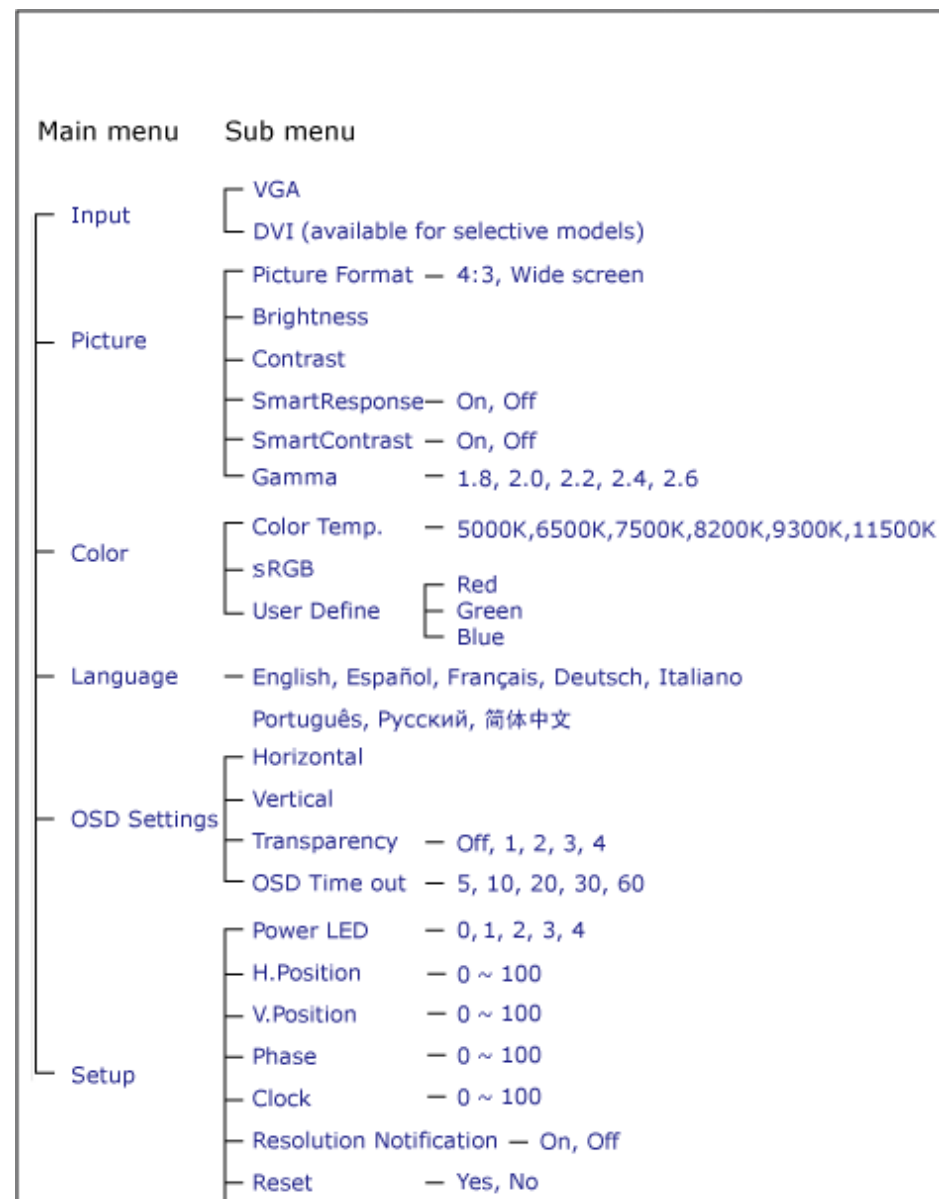 Main menu Sub menu
Input
VGA
DVI (available for selective models)
Picture
Picture Format — 4:3, Wide screen
Brightness
Contrast
SmartResponse— On, Off
SmartContrast — On, Off
Gamma — 1.8, 2.0, 2.2, 2.4, 2.6
Color
Color Temp. — 5000K,6500K,7500K,8200K,9300K,11500K
sRGB
User Define
Red
Green
Blue
Language — English, Español, Français, Deutsch, Italiano
Português, Русский, 简体中文
OSD Settings
Horizontal
Vertical
Transparency — Off, 1, 2, 3, 4
OSD Time out — 5, 10, 20, 30, 60
Setup
Power LED — 0, 1, 2, 3, 4
H.Position — 0 ~ 100
V.Position — 0 ~ 100
Phase — 0 ~ 100
Clock — 0 ~ 100
Resolution Notification — On, Off
Reset — Yes, No